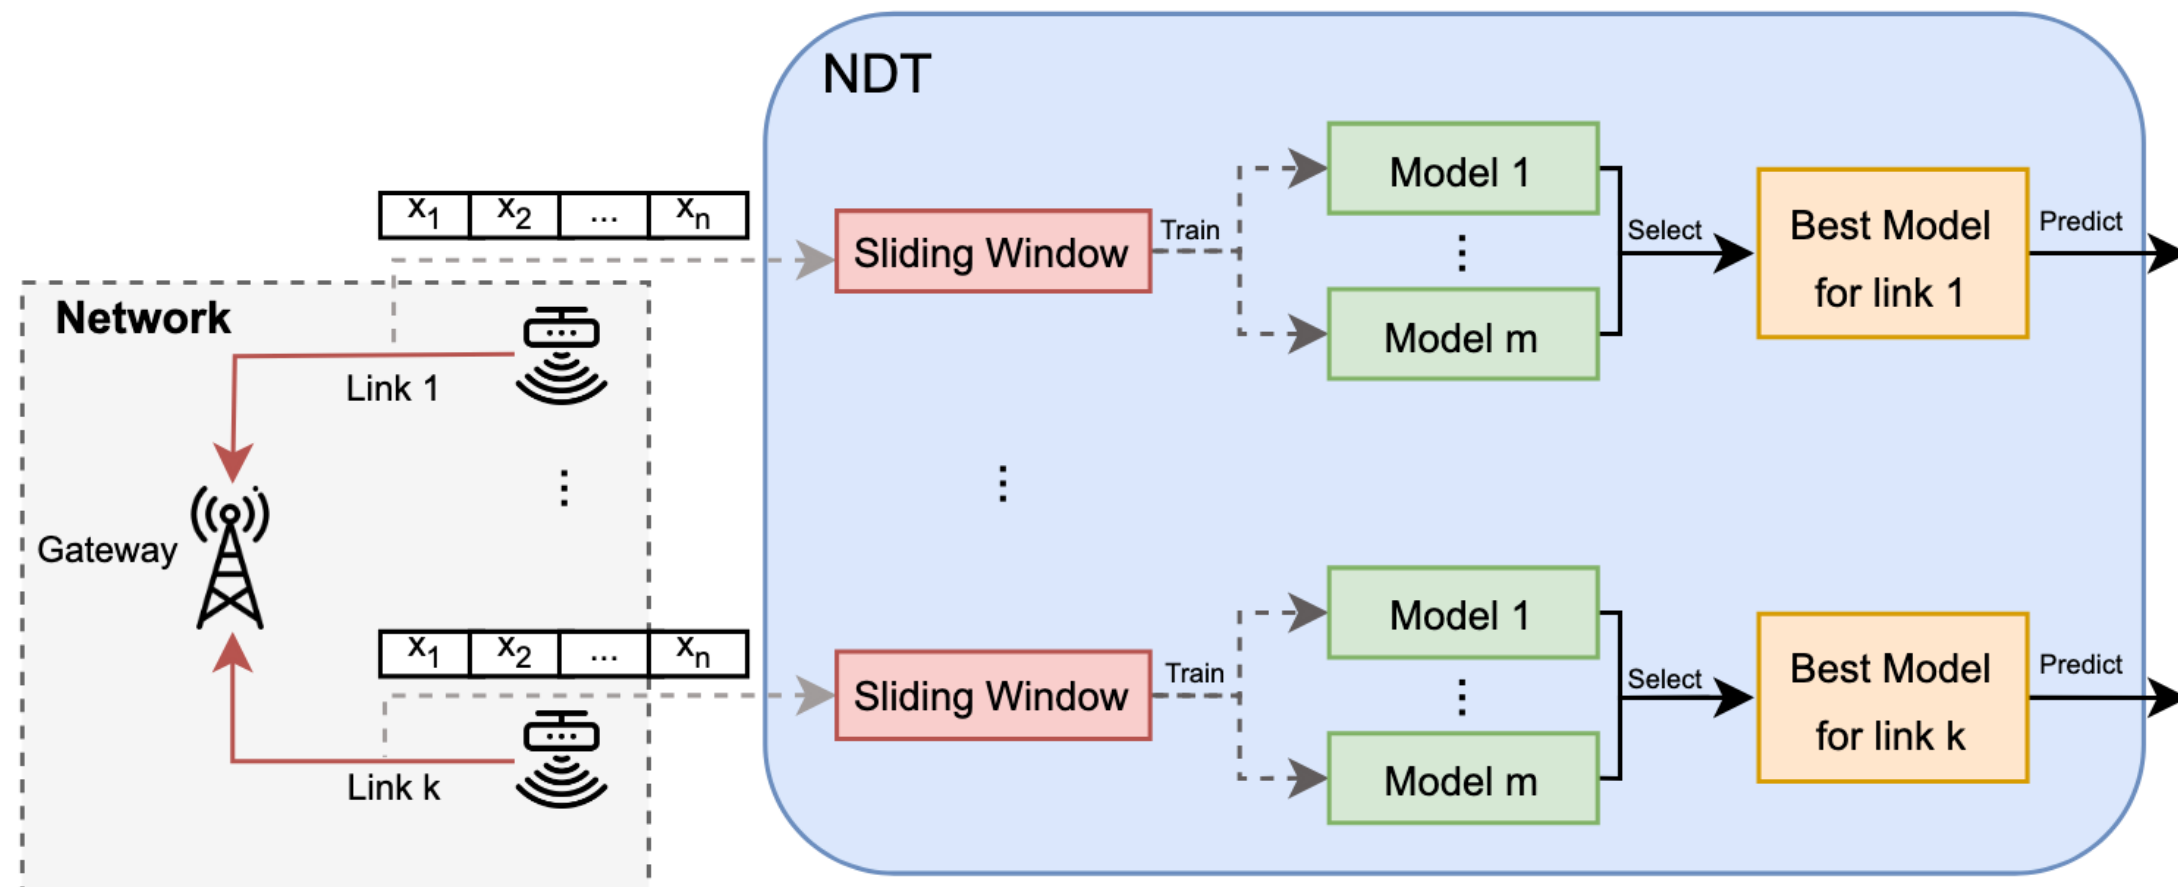 NDT
x1 x2 ... xn
Network
Link 1
Gateway
Sliding Window
Train
Model 1
⋮
Model m
Select
Best Model
for link 1
Predict
⋮
⋮
x1 x2 ... xn
Link k
Sliding Window
Train
Model 1
⋮
Model m
Select
Best Model
for link k
Predict